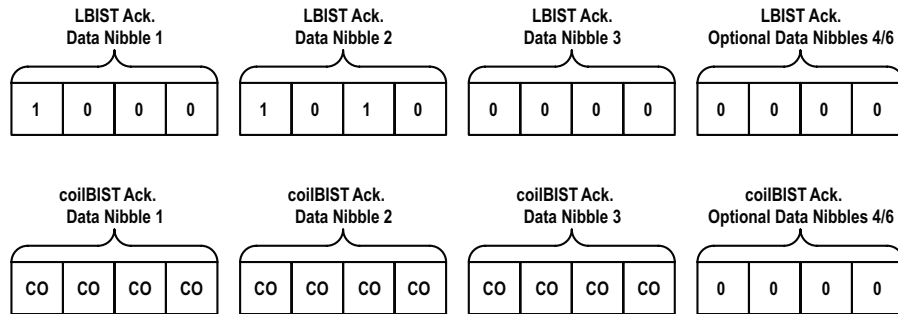 LBIST Ack. LBIST Ack. LBIST Ack. LBIST Ack.
Data Nibble 1 Data Nibble 2 Data Nibble 3 Optional Data Nibbles 4/6
1 0 0 0 1 0 1 0 0 0 0 0 0 0 0 0
coilBIST Ack. coilBIST Ack. coilBIST Ack. coilBIST Ack.
Data Nibble 1 Data Nibble 2 Data Nibble 3 Optional Data Nibbles 4/6
CO CO CO CO CO CO CO CO CO CO CO CO 0 0 0 0